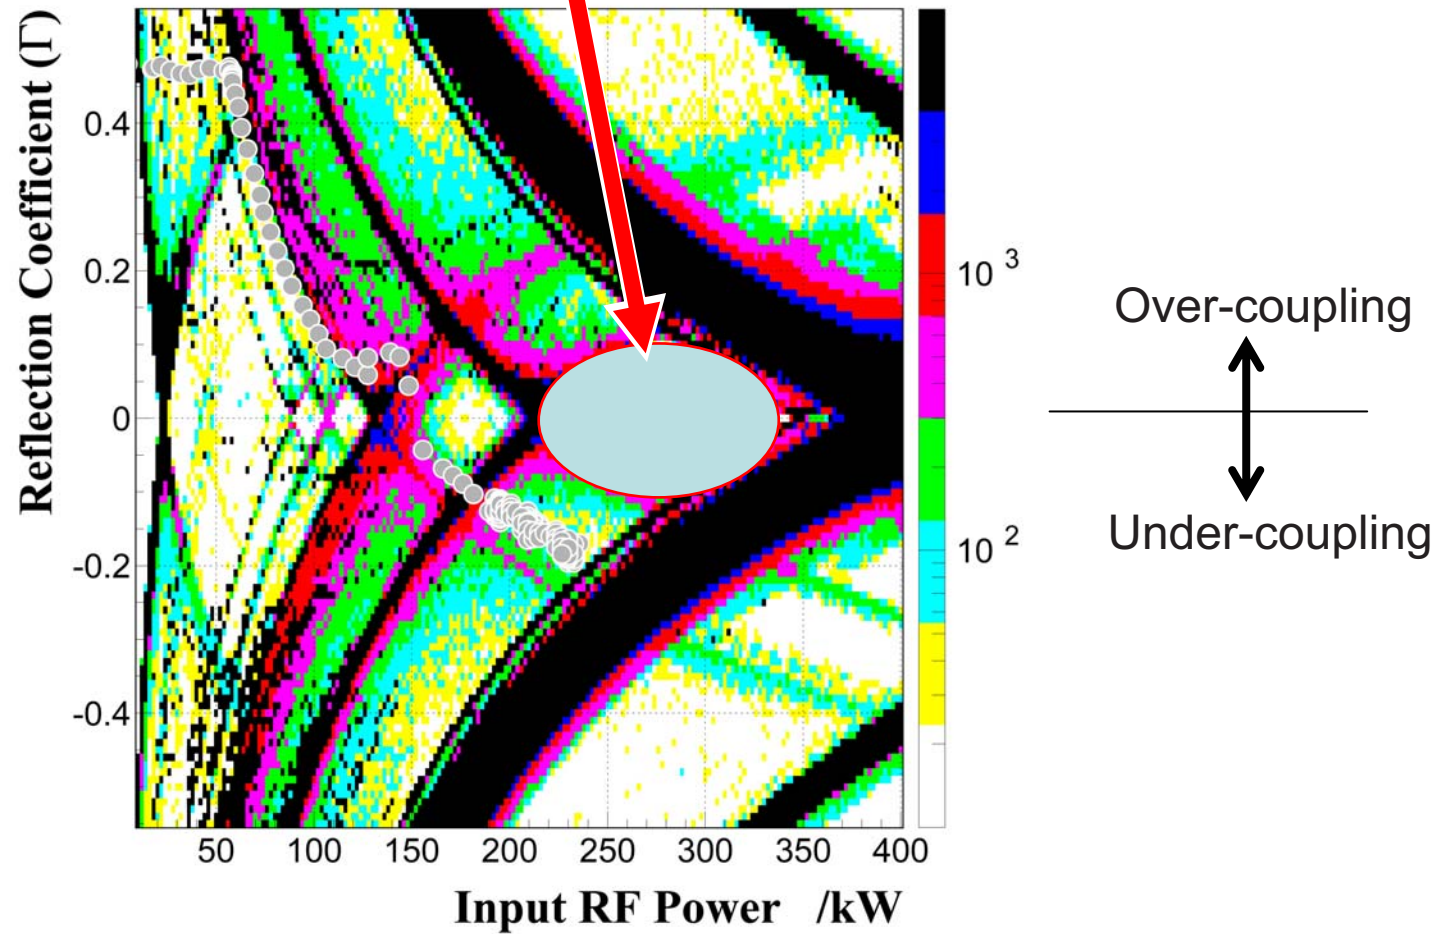 Reflection Coefficient (Γ)
0.4
0.2
0
-0.2
-0.4
50 100 150 200 250 300 350 400
Input RF Power /kW
10 3
10 2
Over-coupling
Under-coupling